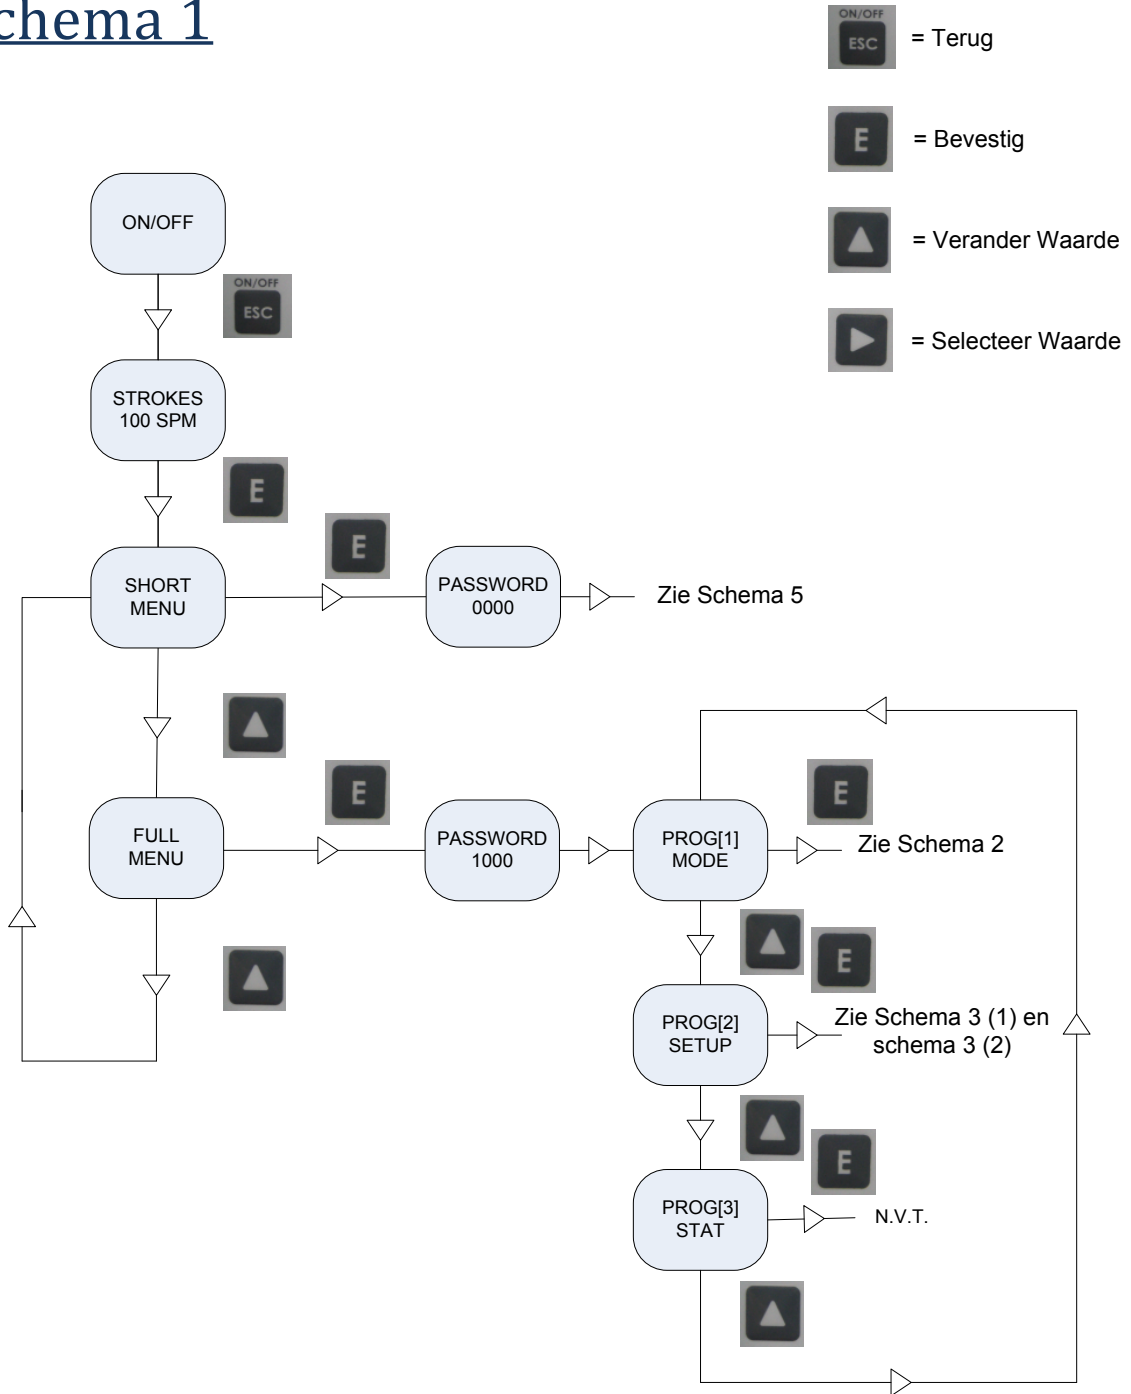 chema 1
ON/OFF
ESC
= Terug
E
= Bevestig
= Verander Waarde
= Selecteer Waarde
ON/OFF
ON/OFF
ESC
STROKES
100 SPM
E
SHORT
MENU
E
PASSWORD
0000
Zie Schema 5
FULL
MENU
E
PASSWORD
1000
PROG[1]
MODE
E
Zie Schema 2
E
PROG[2]
SETUP
Zie Schema 3 (1) en
schema 3 (2)
E
PROG[3]
STAT
N.V.T.